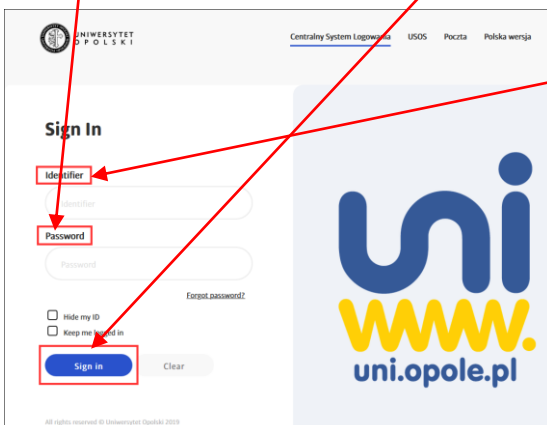 UNIWERSYTET
OPOLSKI
Centralny System Logowania USOS Poczta Polska wersja
Sign In
Identifier
Identifier
Password
Password
Forgot password?
Hide my ID
Keep me logged in
Sign in Clear
uni
www.
uni.opole.pl
All rights reserved © Uniwersytet Opolski 2019